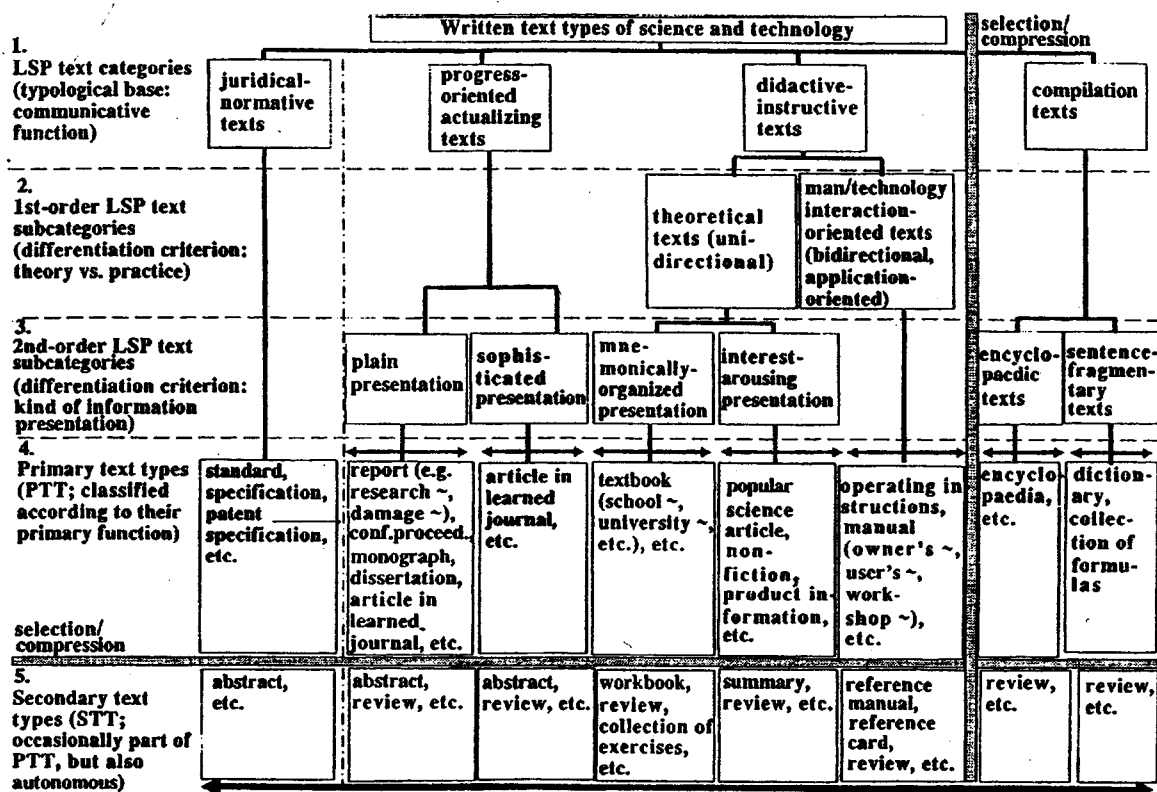 Written text types of science and technology
selection/
compression
1.
LSP text categories
(typological base:
communicative
function)
juridical-
normative
texts
progress-
oriented
actualizing
texts
didactive-
instructive
texts
compilation
texts
2.
1st-order LSP text
subcategories
(differentiation criterion:
theory vs. practice)
theoretical
texts (uni-
directional)
man/technology
interaction-
oriented texts
(bidirectional,
application-
oriented)
3.
2nd-order LSP text
subcategories
(differentiation criterion:
kind of information
presentation)
plain
presentation
sophis-
ticated
presentation
mne-
monically-
organized
presentation
interest-
arousing
presentation
encyclo-
paedic
texts
sentence-
fragmen-
tary
texts
4.
Primary text types
(PTT; classified
according to their
primary function)
standard,
specification,
patent
specification,
etc.
report (e.g.
research ~,
damage ~),
conf.proceed.,
monograph,
dissertation,
article in
learned
journal, etc.
article in
learned
journal,
etc.
textbook
(school ~,
university ~,
etc.), etc.
popular
science
article,
non-
fiction,
product in-
formation,
etc.
operating in
structions,
manual
(owner's ~,
user's ~,
work-
shop ~),
etc.
encyclo-
paedia,
etc.
diction-
ary,
collec-
tion of
formu-
las
selection/
compression
5.
Secondary text
types (STT;
occasionally part of
PTT, but also
autonomous)
abstract,
etc.
abstract,
review, etc.
abstract,
review, etc.
workbook,
review,
collection of
exercises,
etc.
summary,
review, etc.
reference
manual,
reference
card,
review, etc.
review,
etc.
review,
etc.